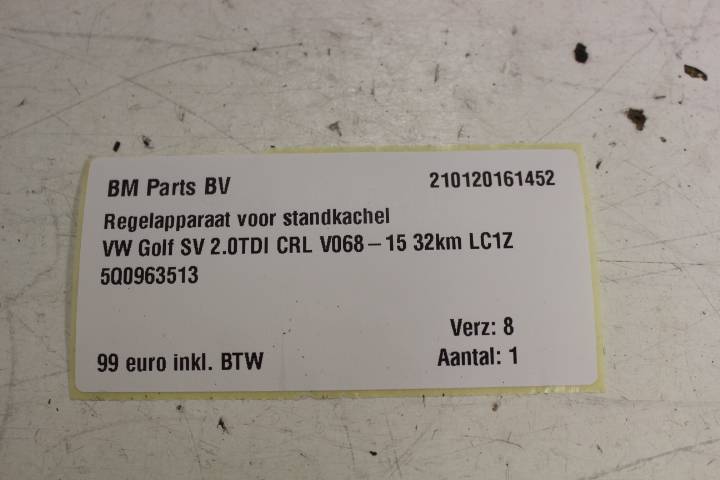 BM Parts BV 210120161452
Regelapparaat voor standkachel
VW Golf SV 2.0TDI CRL V068–15 32km LC1Z
5Q0963513
Verz: 8
99 euro inkl. BTW Aantal: 1